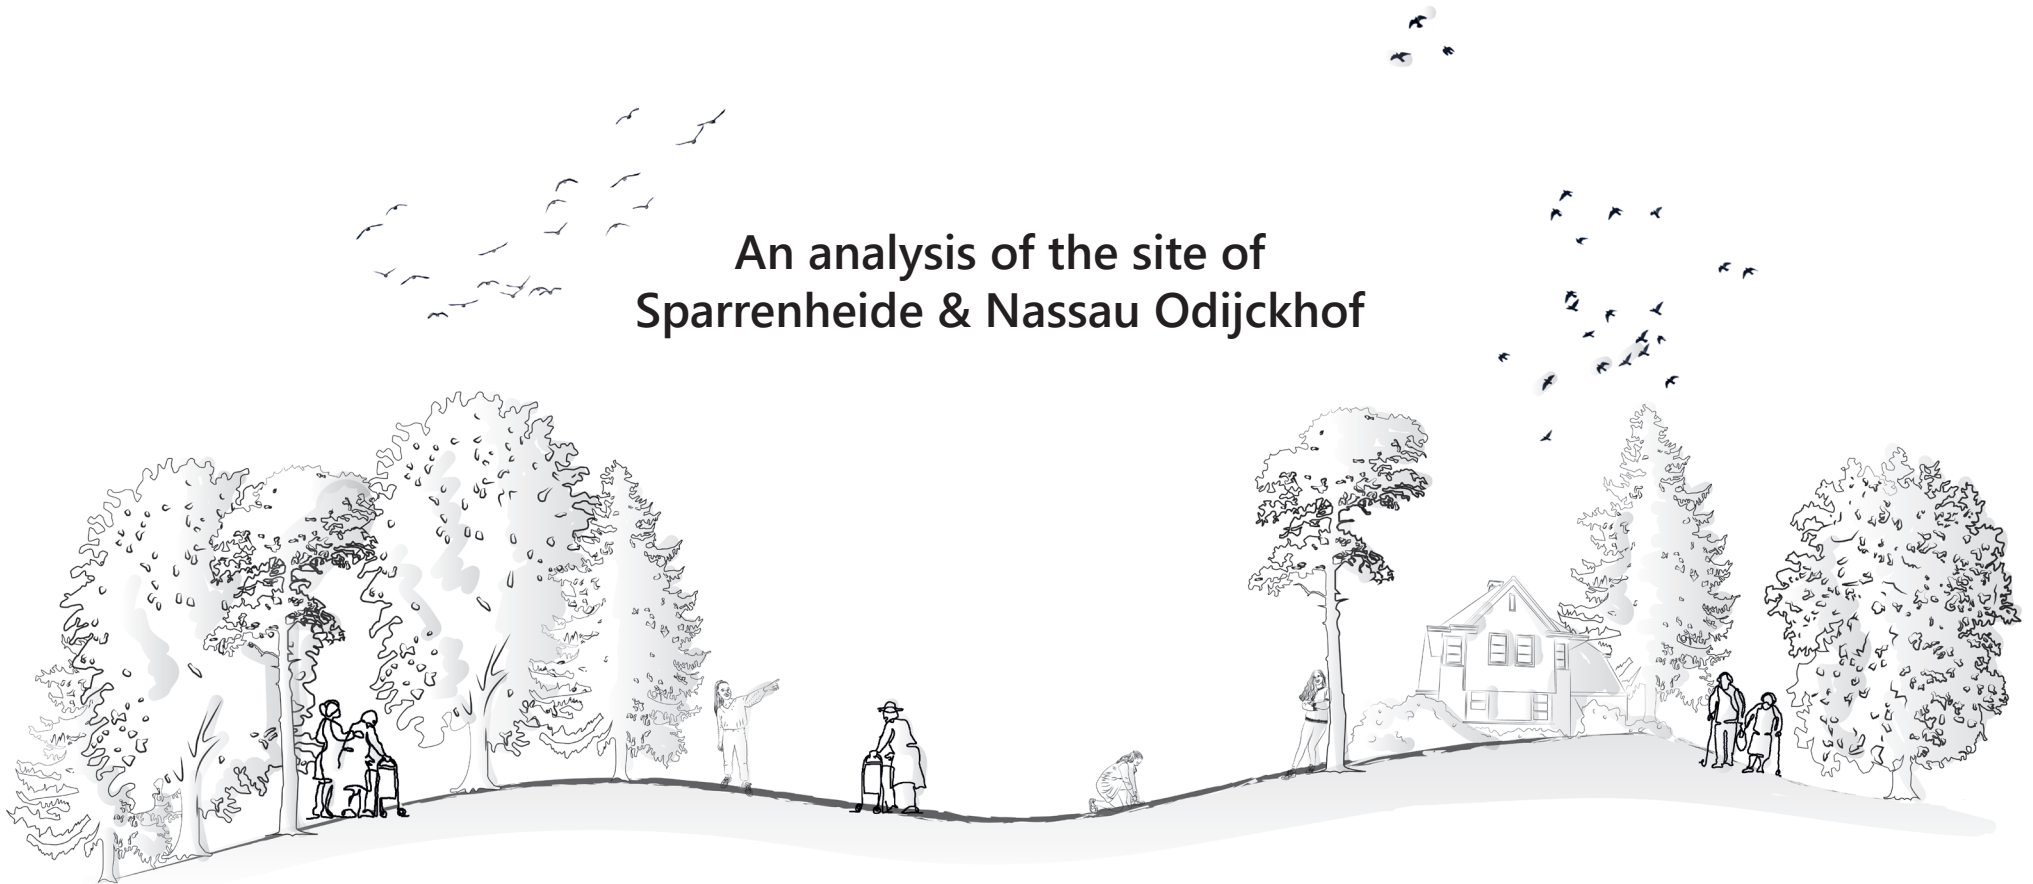 An analysis of the site of
Sparrenheide & Nassau Odijckhof